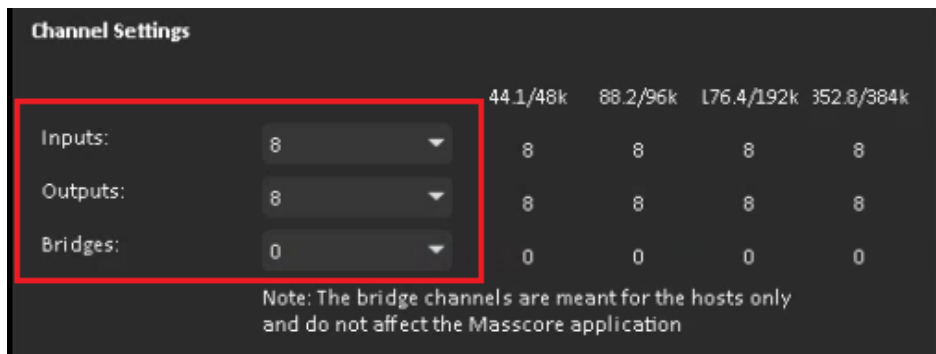 Channel Settings
44.1/48k 88.2/96k 176.4/192k 352.8/384k
Inputs: 8 8 8 8 8
Outputs: 8 8 8 8 8
Bridges: 0 0 0 0 0
Note: The bridge channels are meant for the hosts only
and do not affect the Masscore application